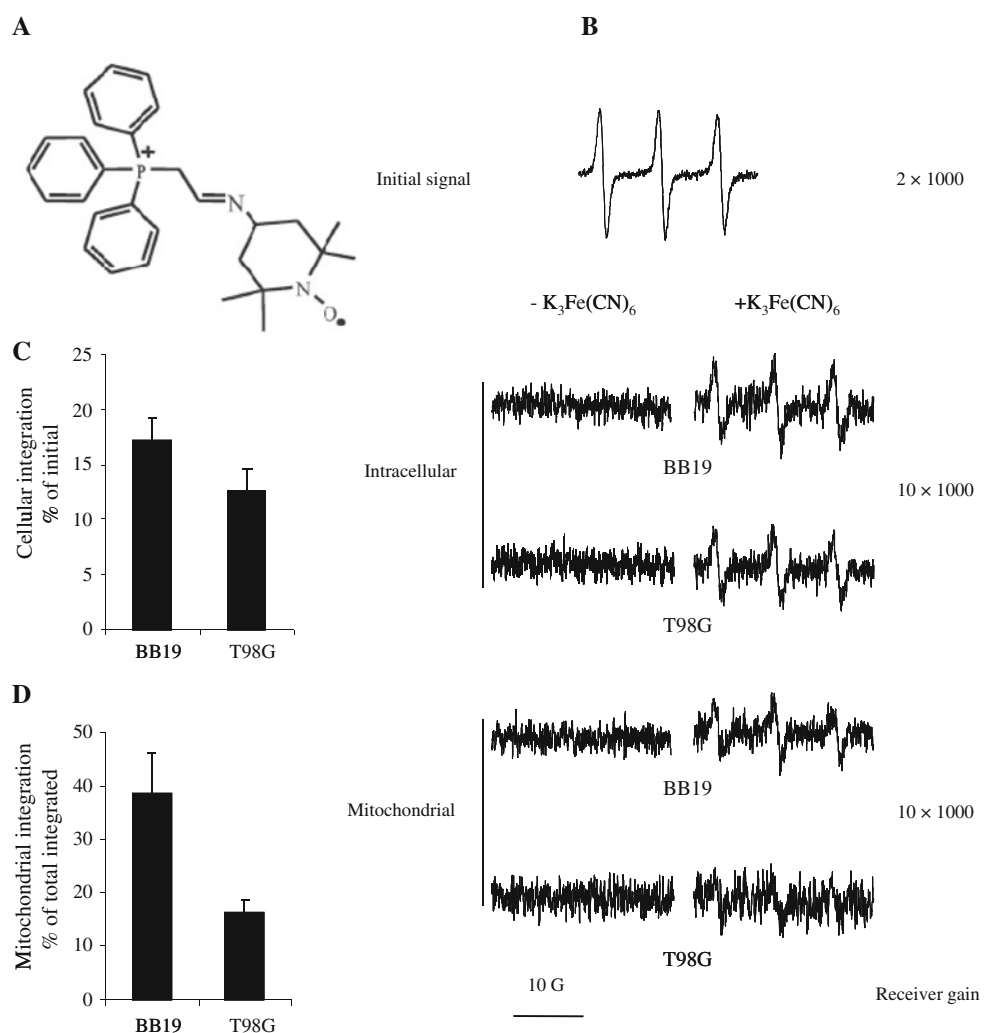 A
B
P
+
N
N
O•
Initial signal
2 × 1000
- K₃Fe(CN)₆
+K₃Fe(CN)₆
C
25
20
15
10
5
0
Cellular integration
% of initial
BB19
T98G
Intracellular
BB19
T98G
10 × 1000
D
50
40
30
20
10
0
Mitochondrial integration
% of total integrated
BB19
T98G
Mitochondrial
BB19
T98G
10 × 1000
10 G
Receiver gain